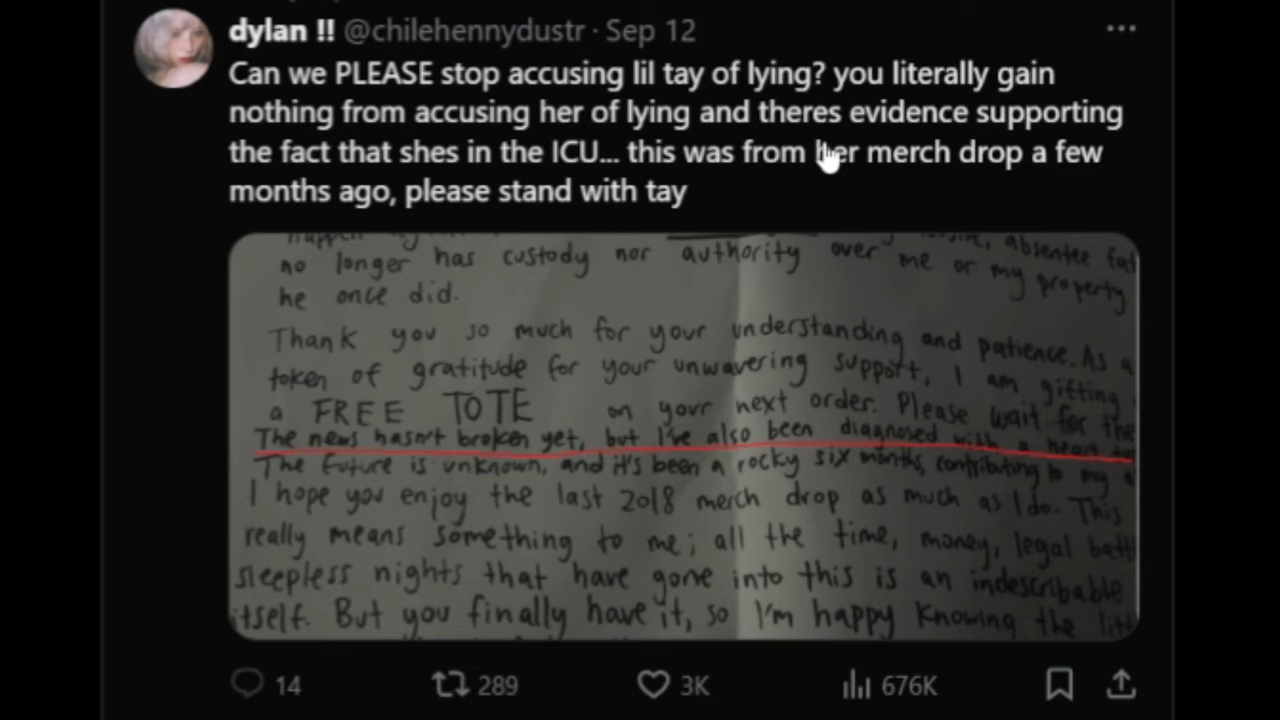 dylan !! @chilehennydustr · Sep 12
Can we PLEASE stop accusing lil tay of lying? you literally gain
nothing from accusing her of lying and theres evidence supporting
the fact that shes in the ICU... this was from her merch drop a few
months ago, please stand with tay
absentee fat
no longer has custody nor authority over me or my property
he once did.
Thank you so much for your understanding and patience. As a
token of gratitude for your unwavering support, I am gifting
a FREE TOTE on your next order. Please wait for the
The news hasn't broken yet, but I've also been diagnosed with a heart
The future is unknown, and it's been a rocky six months, contributing to my
I hope you enjoy the last 2018 merch drop as much as I do. This
really means something to me; all the time, money, legal batt
sleepless nights that have gone into this is an indescribable
itself. But you finally have it, so I'm happy knowing the litt
14 289 3K 676K